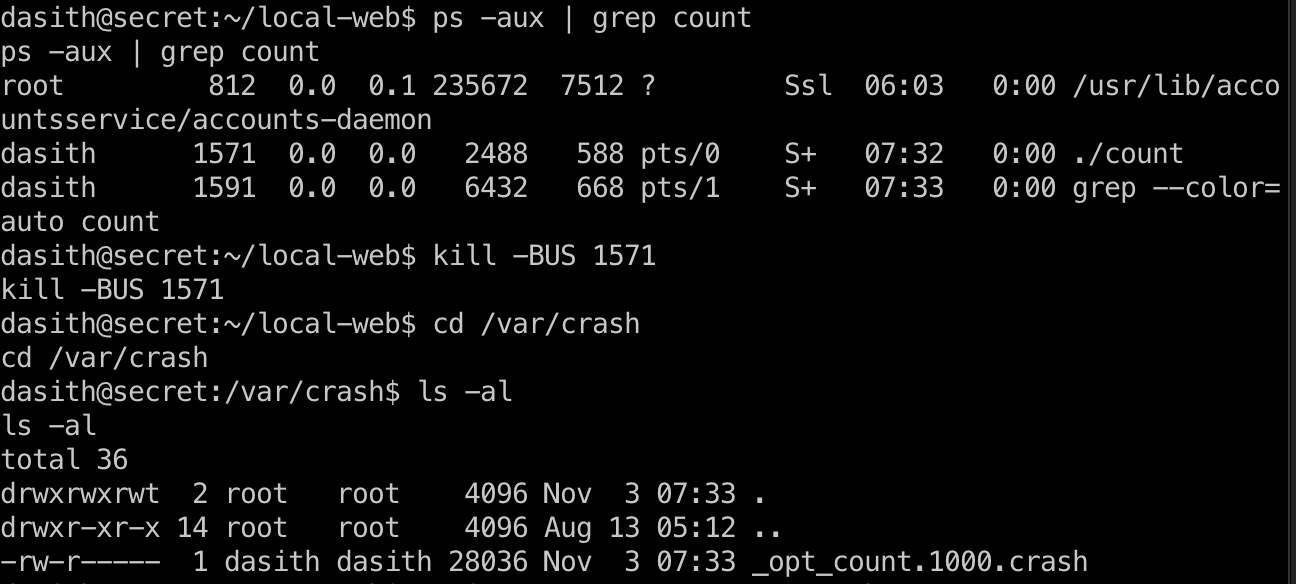 dasith@secret:~/local-web$ ps -aux | grep count
ps -aux | grep count
root         812  0.0  0.1 235672  7512 ?        Ssl  06:03   0:00 /usr/lib/acco
untsservice/accounts-daemon
dasith      1571  0.0  0.0   2488   588 pts/0    S+   07:32   0:00 ./count
dasith      1591  0.0  0.0   6432   668 pts/1    S+   07:33   0:00 grep --color=
auto count
dasith@secret:~/local-web$ kill -BUS 1571
kill -BUS 1571
dasith@secret:~/local-web$ cd /var/crash
cd /var/crash
dasith@secret:/var/crash$ ls -al
ls -al
total 36
drwxrwxrwt  2 root   root    4096 Nov  3 07:33 .
drwxr-xr-x 14 root   root    4096 Aug 13 05:12 ..
-rw-r-----  1 dasith dasith 28036 Nov  3 07:33 _opt_count.1000.crash